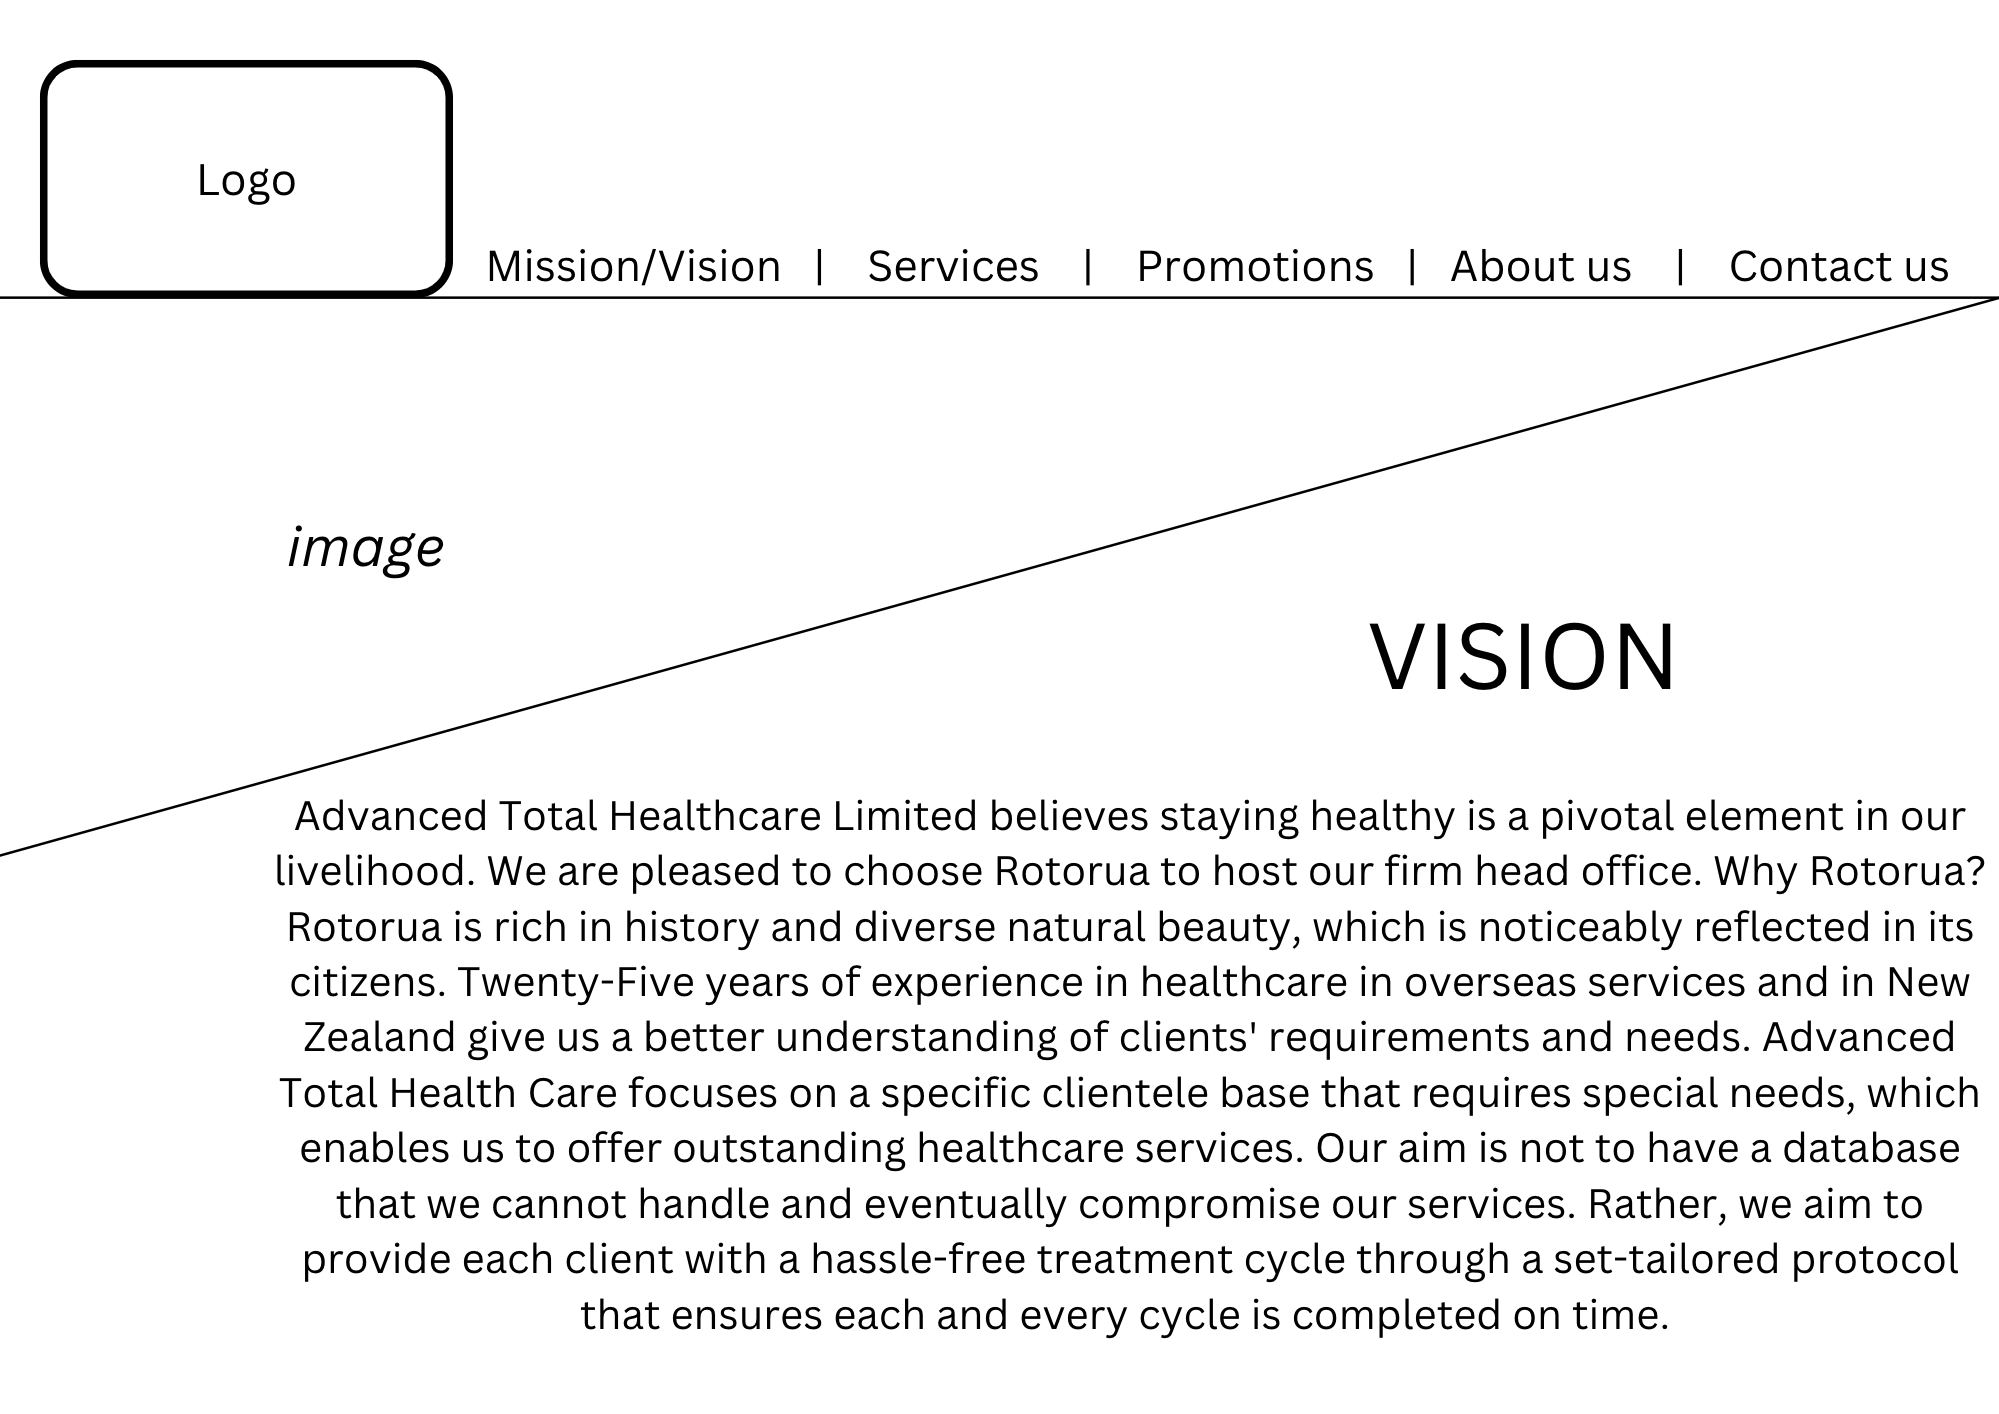 Logo
Mission/Vision | Services | Promotions | About us | Contact us
image
VISION
Advanced Total Healthcare Limited believes staying healthy is a pivotal element in our
livelihood. We are pleased to choose Rotorua to host our firm head office. Why Rotorua?
Rotorua is rich in history and diverse natural beauty, which is noticeably reflected in its
citizens. Twenty-Five years of experience in healthcare in overseas services and in New
Zealand give us a better understanding of clients' requirements and needs. Advanced
Total Health Care focuses on a specific clientele base that requires special needs, which
enables us to offer outstanding healthcare services. Our aim is not to have a database
that we cannot handle and eventually compromise our services. Rather, we aim to
provide each client with a hassle-free treatment cycle through a set-tailored protocol
that ensures each and every cycle is completed on time.